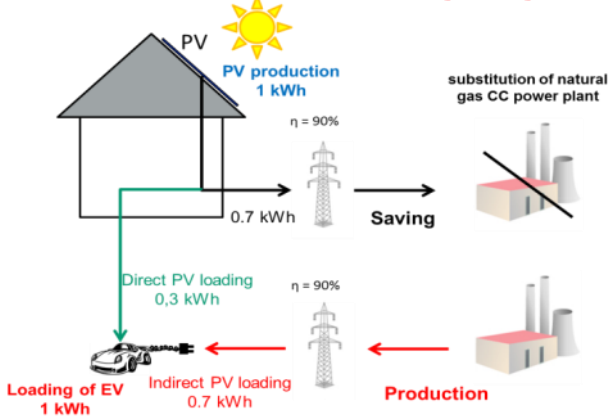 PV
PV production
1 kWh
substitution of natural
gas CC power plant
η = 90%
0.7 kWh
Saving
Direct PV loading
0,3 kWh
η = 90%
Loading of EV
1 kWh
Indirect PV loading
0.7 kWh
Production